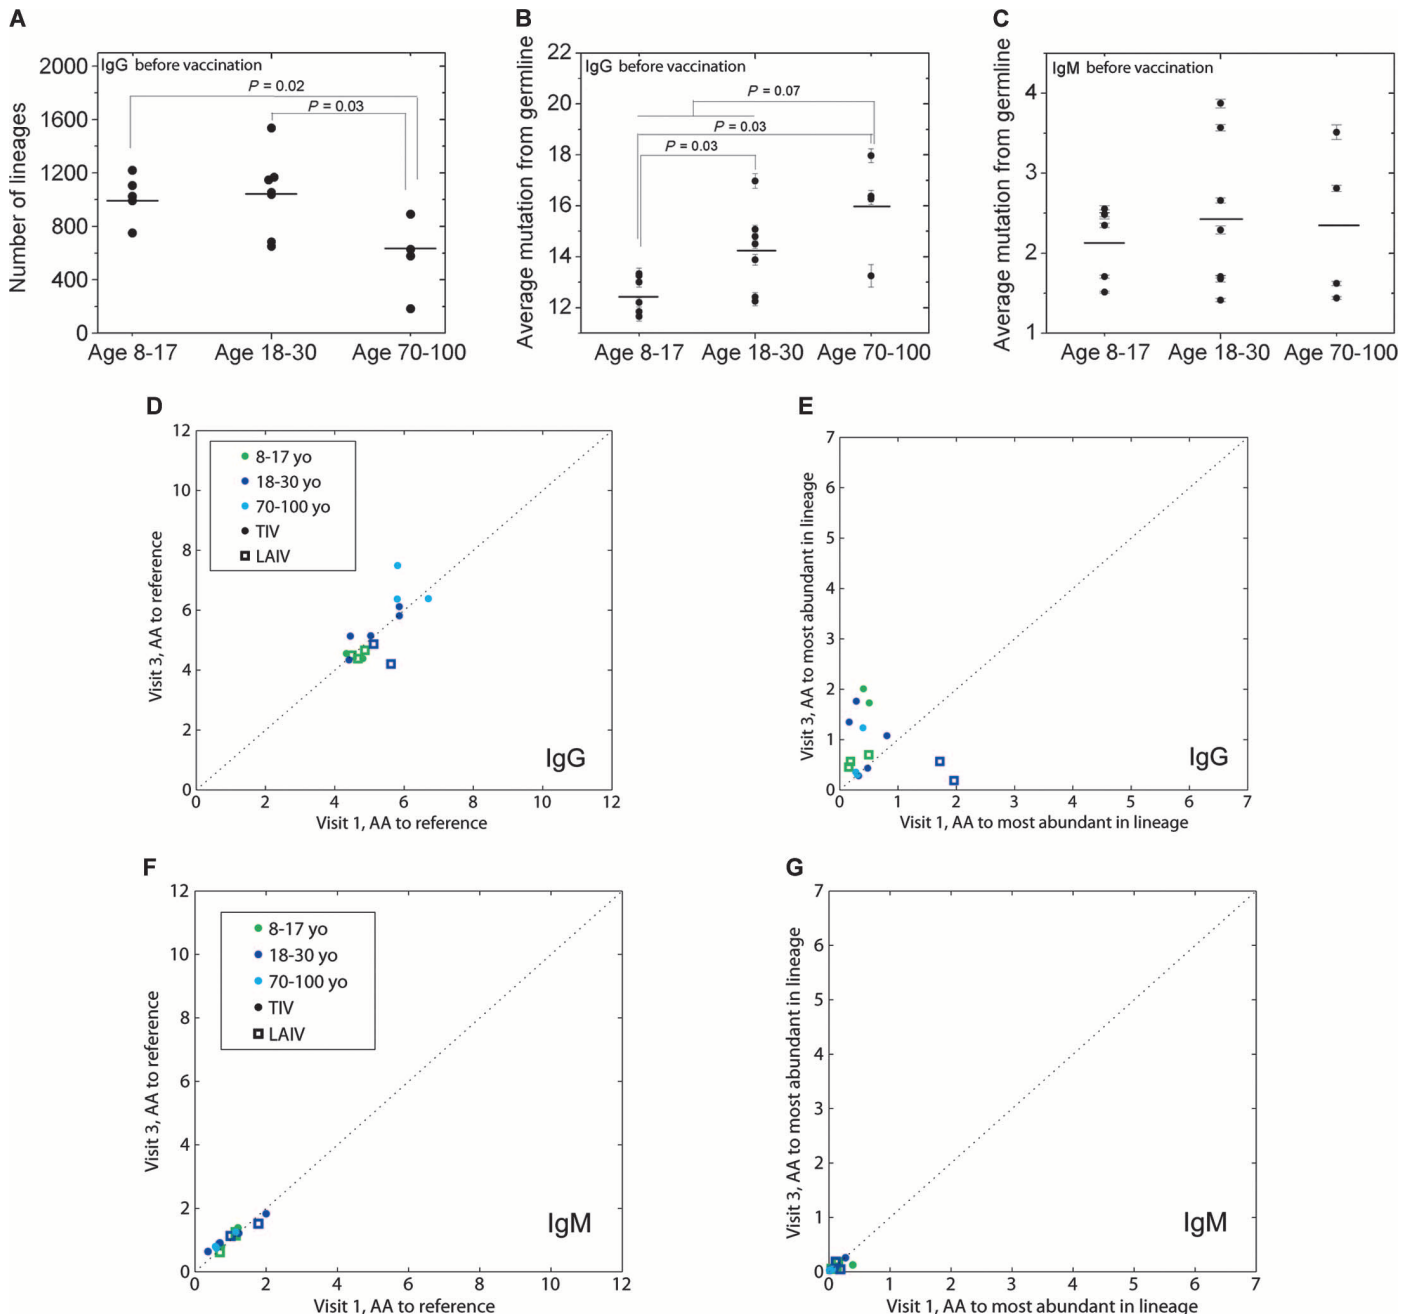 A
IgG before vaccination
P = 0.02
P = 0.03
Number of lineages
2000
1600
1200
800
400
0
Age 8-17
Age 18-30
Age 70-100
B
IgG before vaccination
P = 0.07
P = 0.03
P = 0.03
Average mutation from germline
22
20
18
16
14
12
Age 8-17
Age 18-30
Age 70-100
C
IgM before vaccination
Average mutation from germline
4
3
2
1
Age 8-17
Age 18-30
Age 70-100
D
12
10
8
6
4
2
0
8-17 yo
18-30 yo
70-100 yo
TIV
LAIV
Visit 3, AA to reference
IgG
0 2 4 6 8 10 12
Visit 1, AA to reference
E
7
6
5
4
3
2
1
0
Visit 3, AA to most abundant in lineage
IgG
0 1 2 3 4 5 6 7
Visit 1, AA to most abundant in lineage
F
12
10
8
6
4
2
0
8-17 yo
18-30 yo
70-100 yo
TIV
LAIV
Visit 3, AA to reference
IgM
0 2 4 6 8 10 12
Visit 1, AA to reference
G
7
6
5
4
3
2
1
0
Visit 3, AA to most abundant in lineage
IgM
0 1 2 3 4 5 6 7
Visit 1, AA to most abundant in lineage